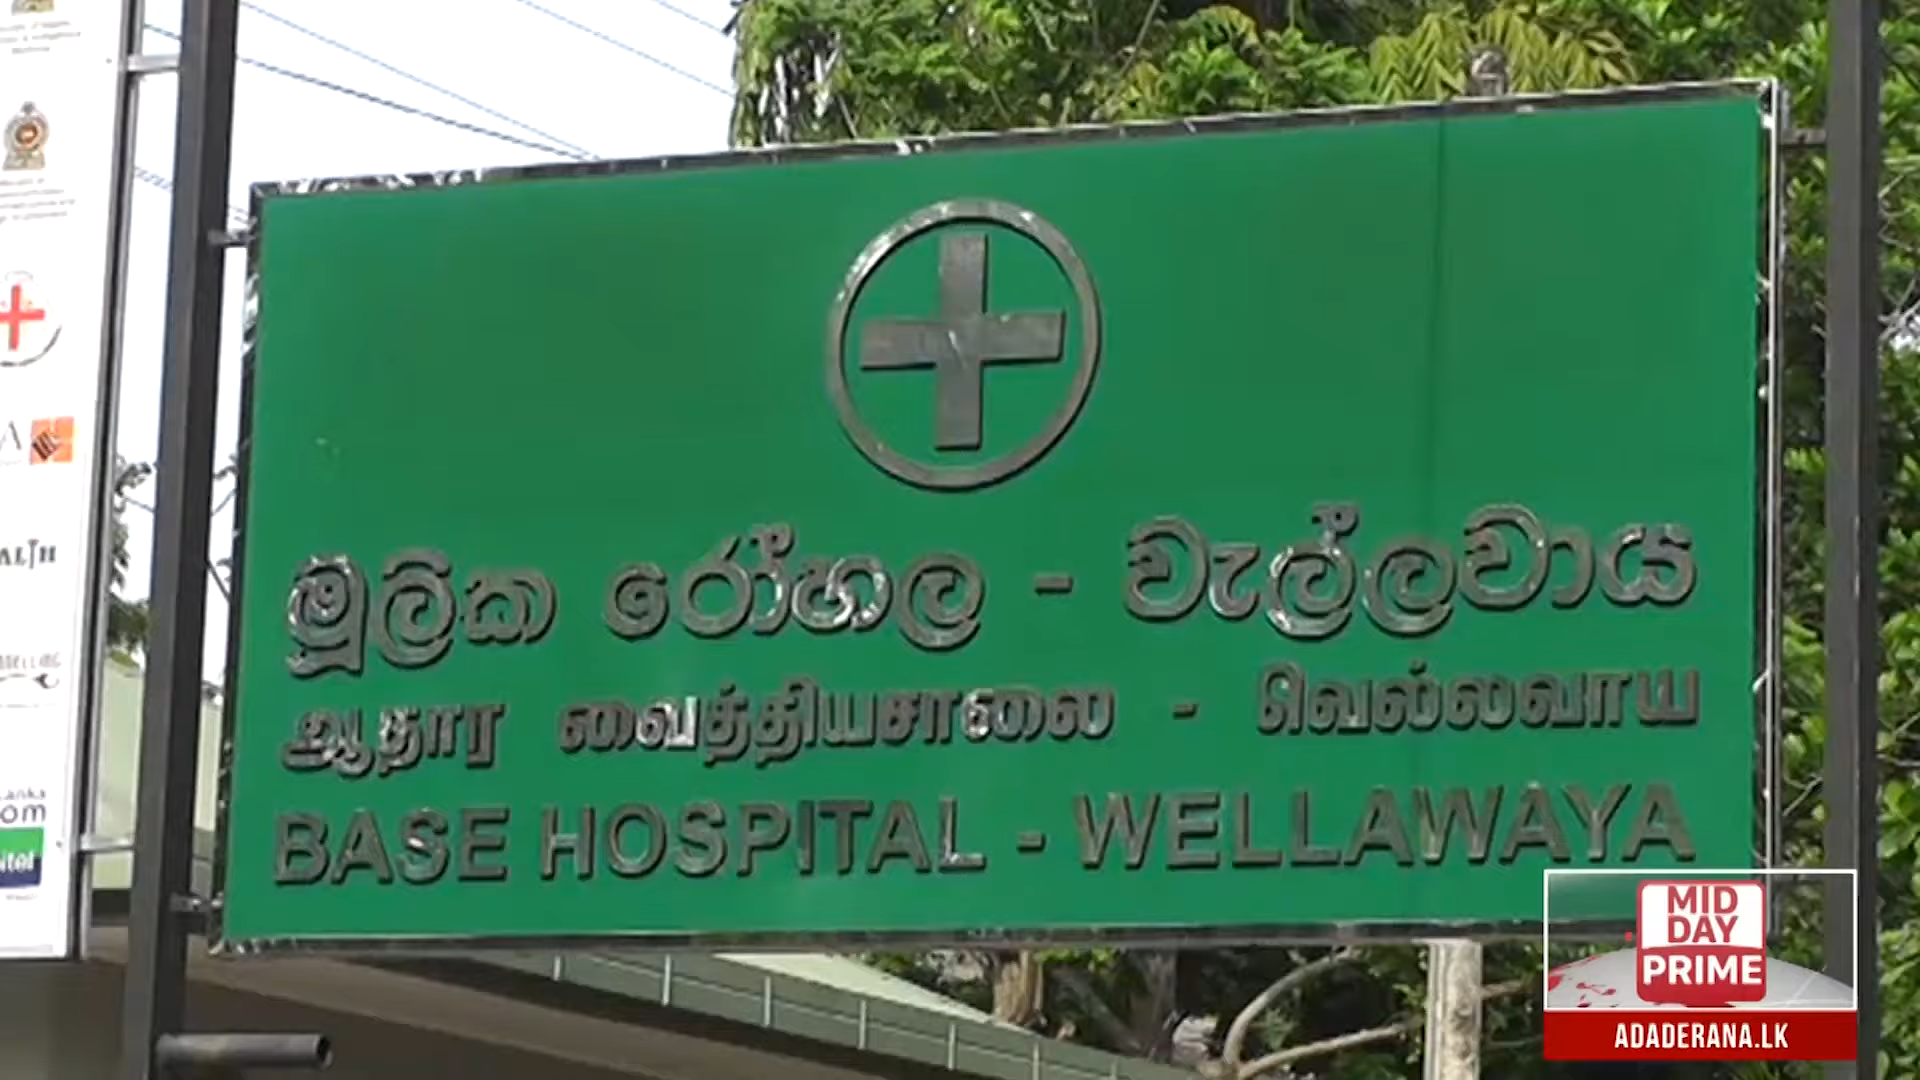 මූලික රෝහල - වැල්ලවාය
ஆதார வைத்தியசாலை - வெல்லவாய
BASE HOSPITAL - WELLAWAYA
MID
DAY
PRIME
ADADERANA.LK